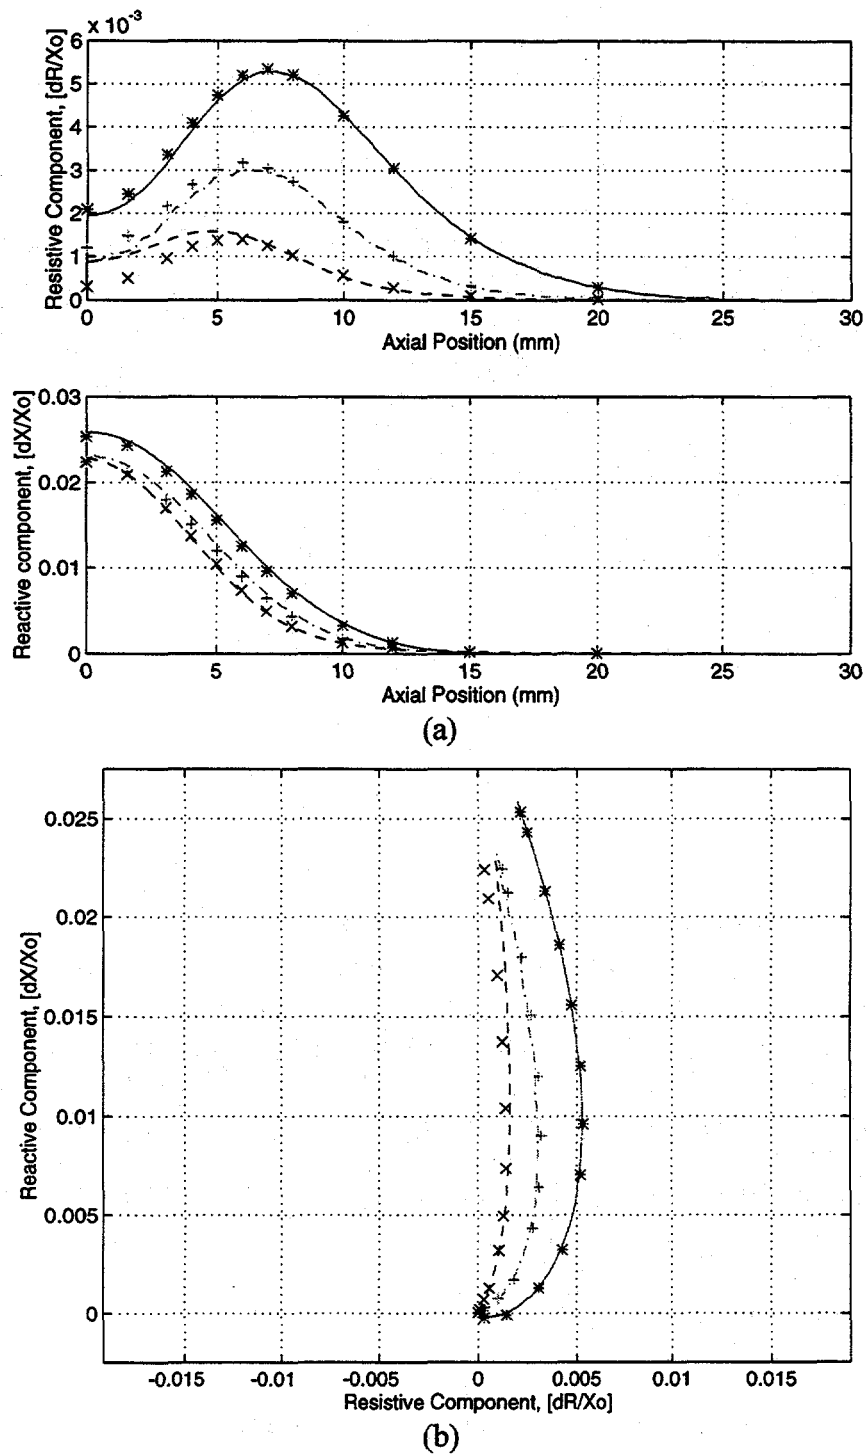 x 10^-3
Resistive Component, [dR/Xo]
6
5
4
3
2
1
0
0 5 10 15 20 25 30
Axial Position (mm)
Reactive component, [dX/Xo]
0.03
0.02
0.01
0
0 5 10 15 20 25 30
Axial Position (mm)
(a)
Reactive Component, [dX/Xo]
0.025
0.02
0.015
0.01
0.005
0
-0.015 -0.01 -0.005 0 0.005 0.01 0.015
Resistive Component, [dR/Xo]
(b)